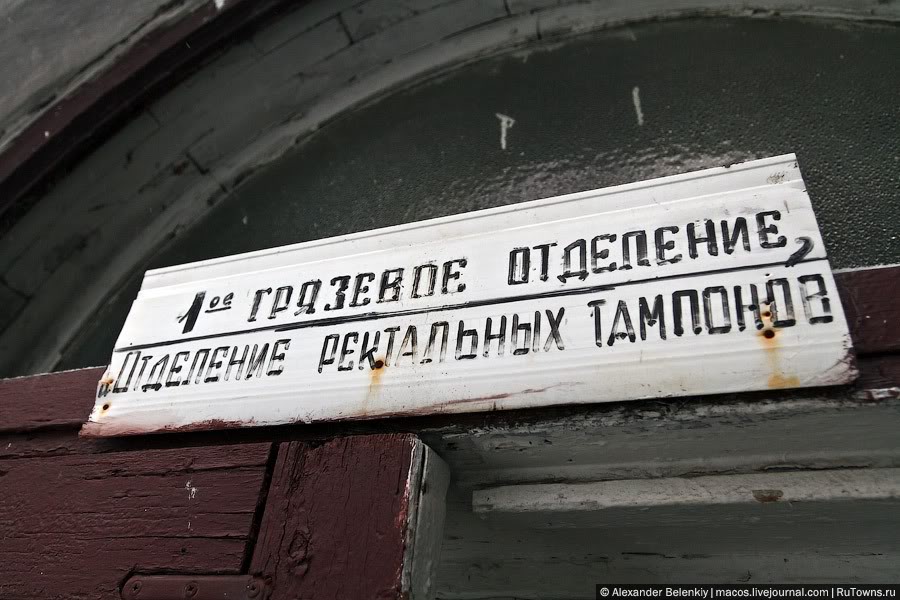 1ое ГРЯЗЕВОЕ ОТДЕЛЕНИЕ,
ОТДЕЛЕНИЕ РЕКТАЛЬНЫХ ТАМПОНОВ
© Alexander Belenkiy | macos.livejournal.com | RuTowns.ru